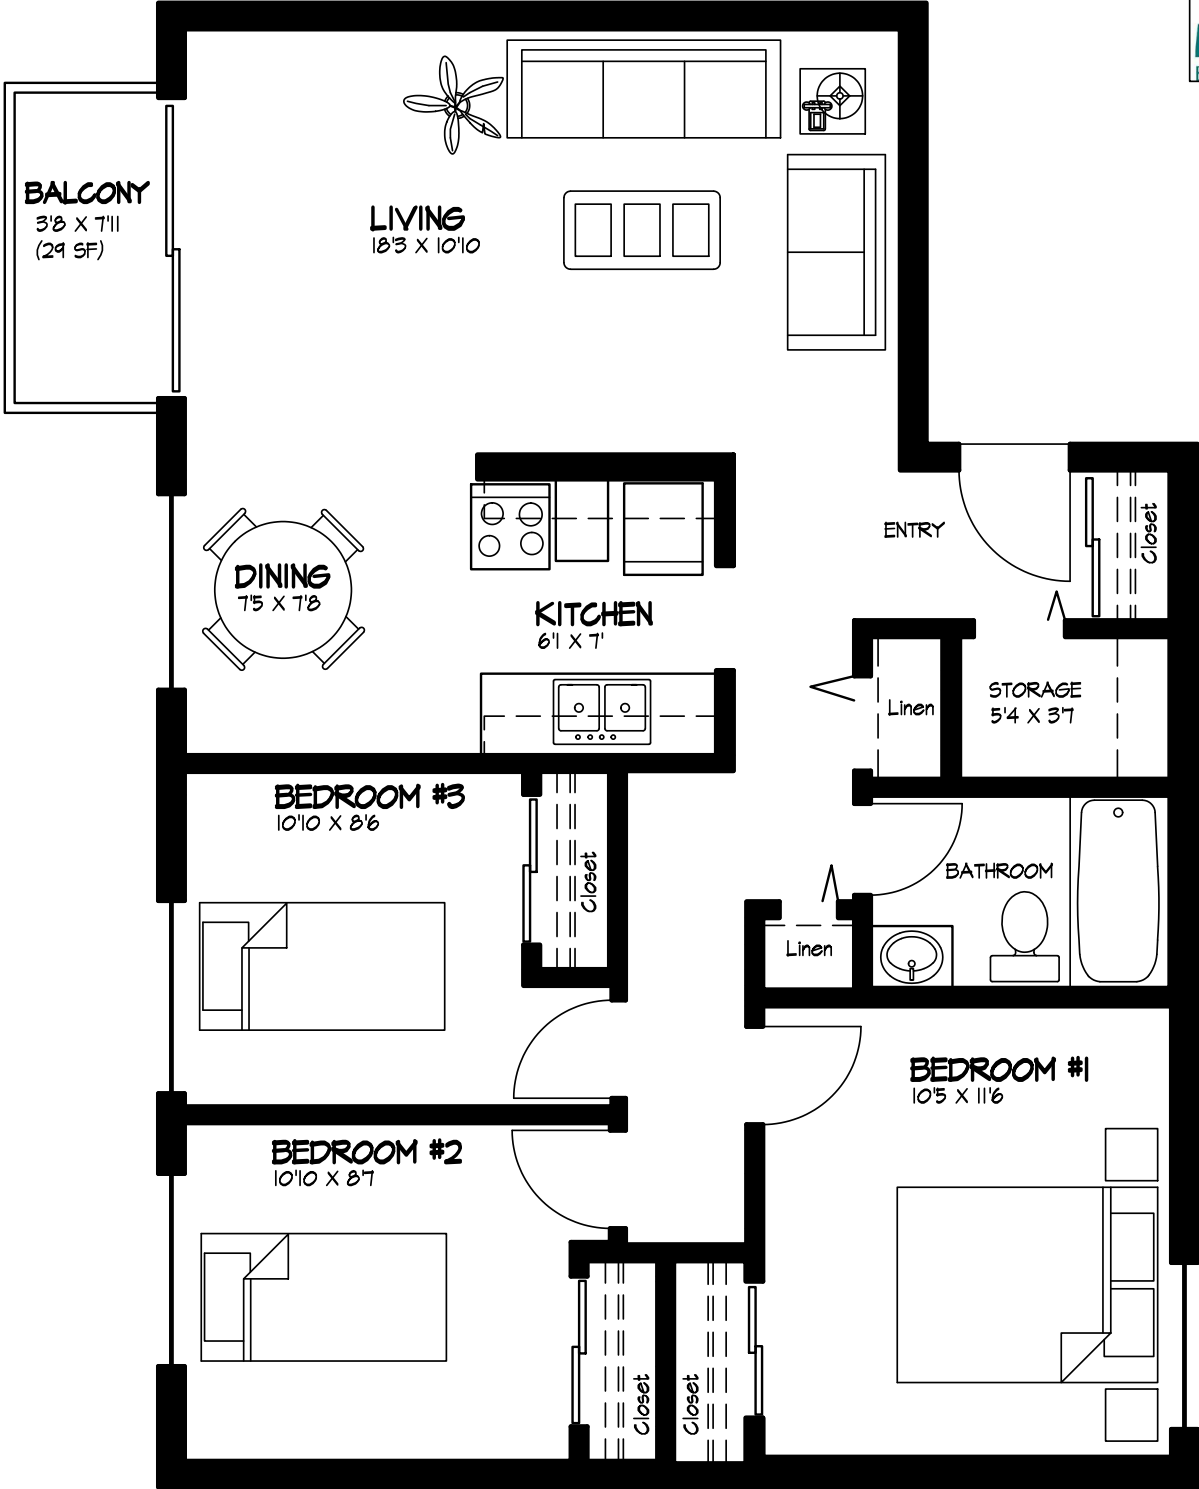 BALCONY
3'8 X 7'11
(29 SF)
LIVING
18'3 X 10'10
ENTRY
Closet
DINING
7'5 X 7'8
KITCHEN
6'1 X 7'
Linen
STORAGE
5'4 X 3'7
BEDROOM #3
10'10 X 8'6
Closet
BATHROOM
Linen
BEDROOM #1
10'5 X 11'6
BEDROOM #2
10'10 X 8'7
Closet
Closet